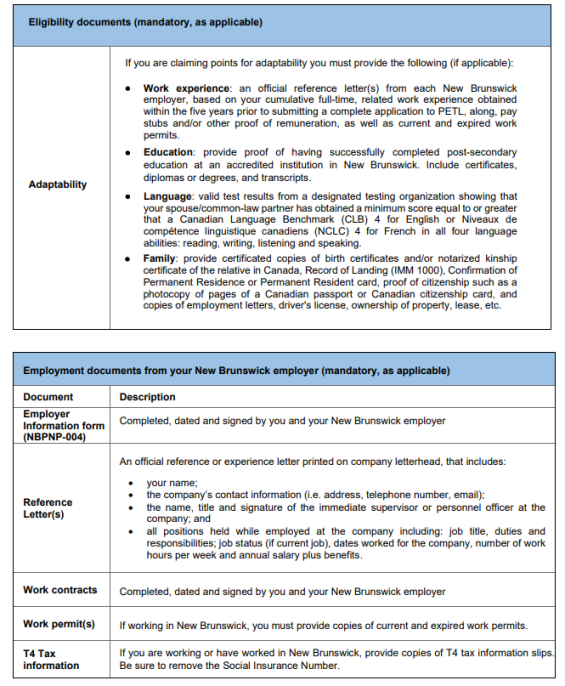 Eligibility documents (mandatory, as applicable)
If you are claiming points for adaptability you must provide the following (if applicable):
• Work experience: an official reference letter(s) from each New Brunswick
employer, based on your cumulative full-time, related work experience obtained
within the five years prior to submitting a complete application to PETL, along, pay
stubs and/or other proof of remuneration, as well as current and expired work
permits.
• Education: provide proof of having successfully completed post-secondary
education at an accredited institution in New Brunswick. Include certificates,
diplomas or degrees, and transcripts.
Adaptability
• Language: valid test results from a designated testing organization showing that
your spouse/common-law partner has obtained a minimum score equal to or greater
that a Canadian Language Benchmark (CLB) 4 for English or Niveaux de
compétence linguistique canadiens (NCLC) 4 for French in all four language
abilities: reading, writing, listening and speaking.
• Family: provide certificated copies of birth certificates and/or notarized kinship
certificate of the relative in Canada, Record of Landing (IMM 1000), Confirmation of
Permanent Residence or Permanent Resident card, proof of citizenship such as a
photocopy of pages of a Canadian passport or Canadian citizenship card, and
copies of employment letters, driver's license, ownership of property, lease, etc.
Employment documents from your New Brunswick employer (mandatory, as applicable)
Document Description
Employer
Information form
(NBPNP-004)
Completed, dated and signed by you and your New Brunswick employer
Reference
Letter(s)
An official reference or experience letter printed on company letterhead, that includes:
• your name;
• the company's contact information (i.e. address, telephone number, email);
• the name, title and signature of the immediate supervisor or personnel officer at the
company; and
• all positions held while employed at the company including: job title, duties and
responsibilities; job status (if current job), dates worked for the company, number of work
hours per week and annual salary plus benefits.
Work contracts
Completed, dated and signed by you and your New Brunswick employer
Work permit(s)
If working in New Brunswick, you must provide copies of current and expired work permits.
T4 Tax
information
If you are working or have worked in New Brunswick, provide copies of T4 tax information slips.
Be sure to remove the Social Insurance Number.